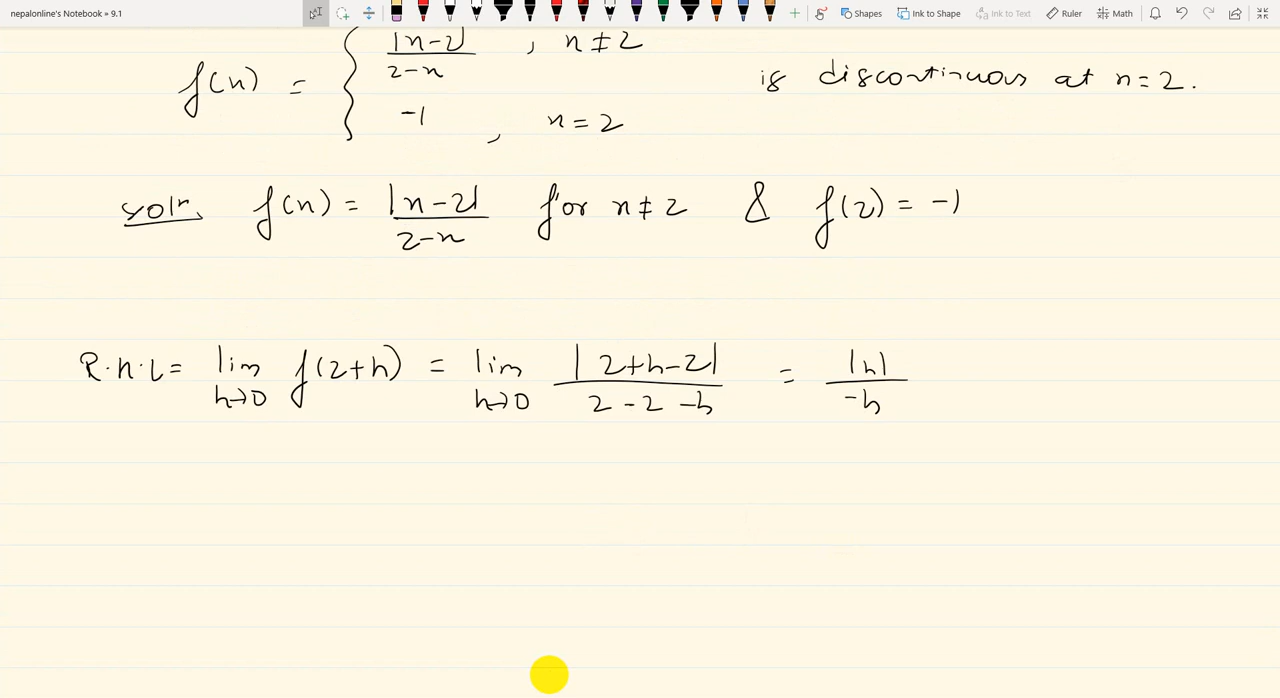 nepalonline's Notebook » 9.1
Shapes Ink to Shape Ink to Text Ruler Math
f(x) = { |x-2| / 2-x , x ≠ 2
-1 , x = 2
is discontinuous at x = 2.
soln f(x) = |x-2| / 2-x for x ≠ 2 & f(2) = -1
R.H.L = lim h→0 f(2+h) = lim h→0 |2+h-2| / 2-2-h = |h| / -h